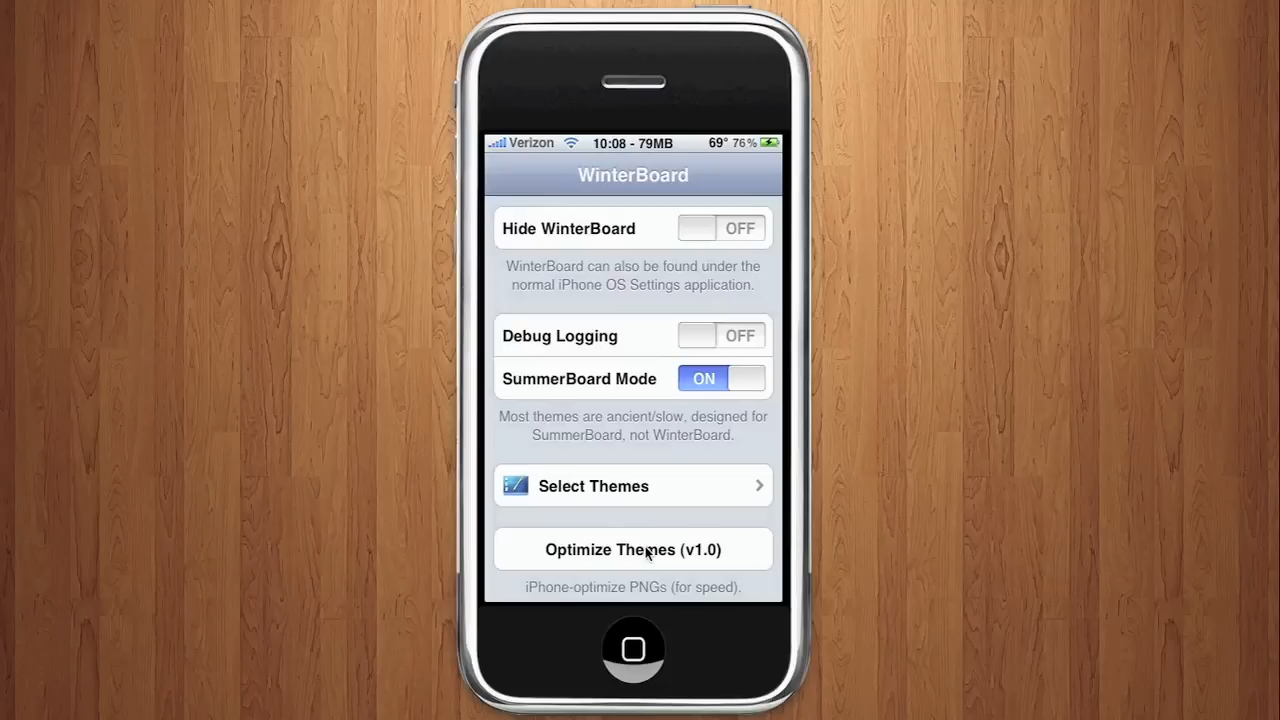 Verizon 10:08 - 79MB 69° 76%
WinterBoard
Hide WinterBoard OFF
WinterBoard can also be found under the
normal iPhone OS Settings application.
Debug Logging OFF
SummerBoard Mode ON
Most themes are ancient/slow, designed for
SummerBoard, not WinterBoard.
Select Themes
Optimize Themes (v1.0)
iPhone-optimize PNGs (for speed).